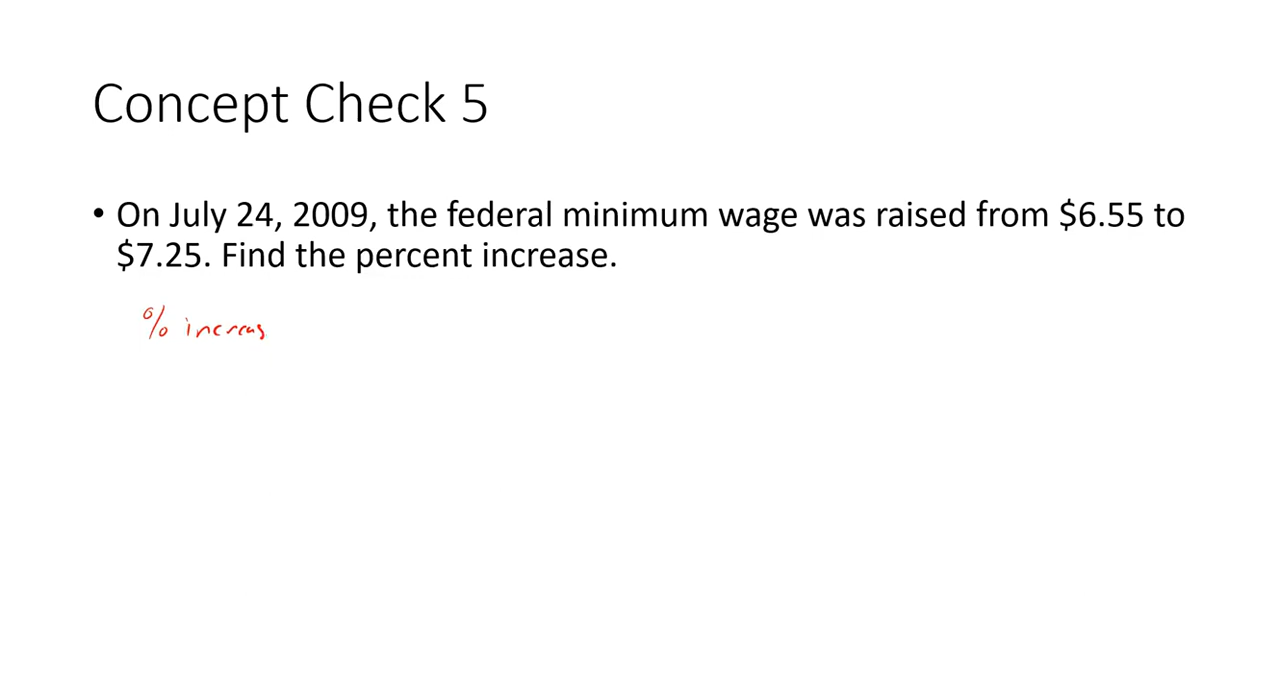 Concept Check 5
• On July 24, 2009, the federal minimum wage was raised from $6.55 to
$7.25. Find the percent increase.
% increas